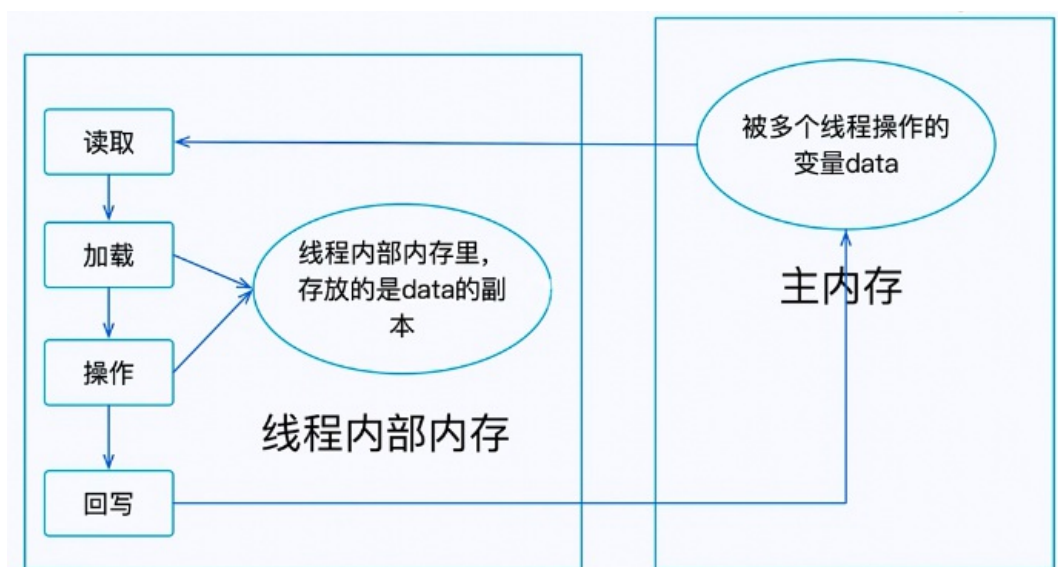 读取
加载
操作
回写
线程内部内存里，
存放的是data的副
本
线程内部内存
被多个线程操作的
变量data
主内存